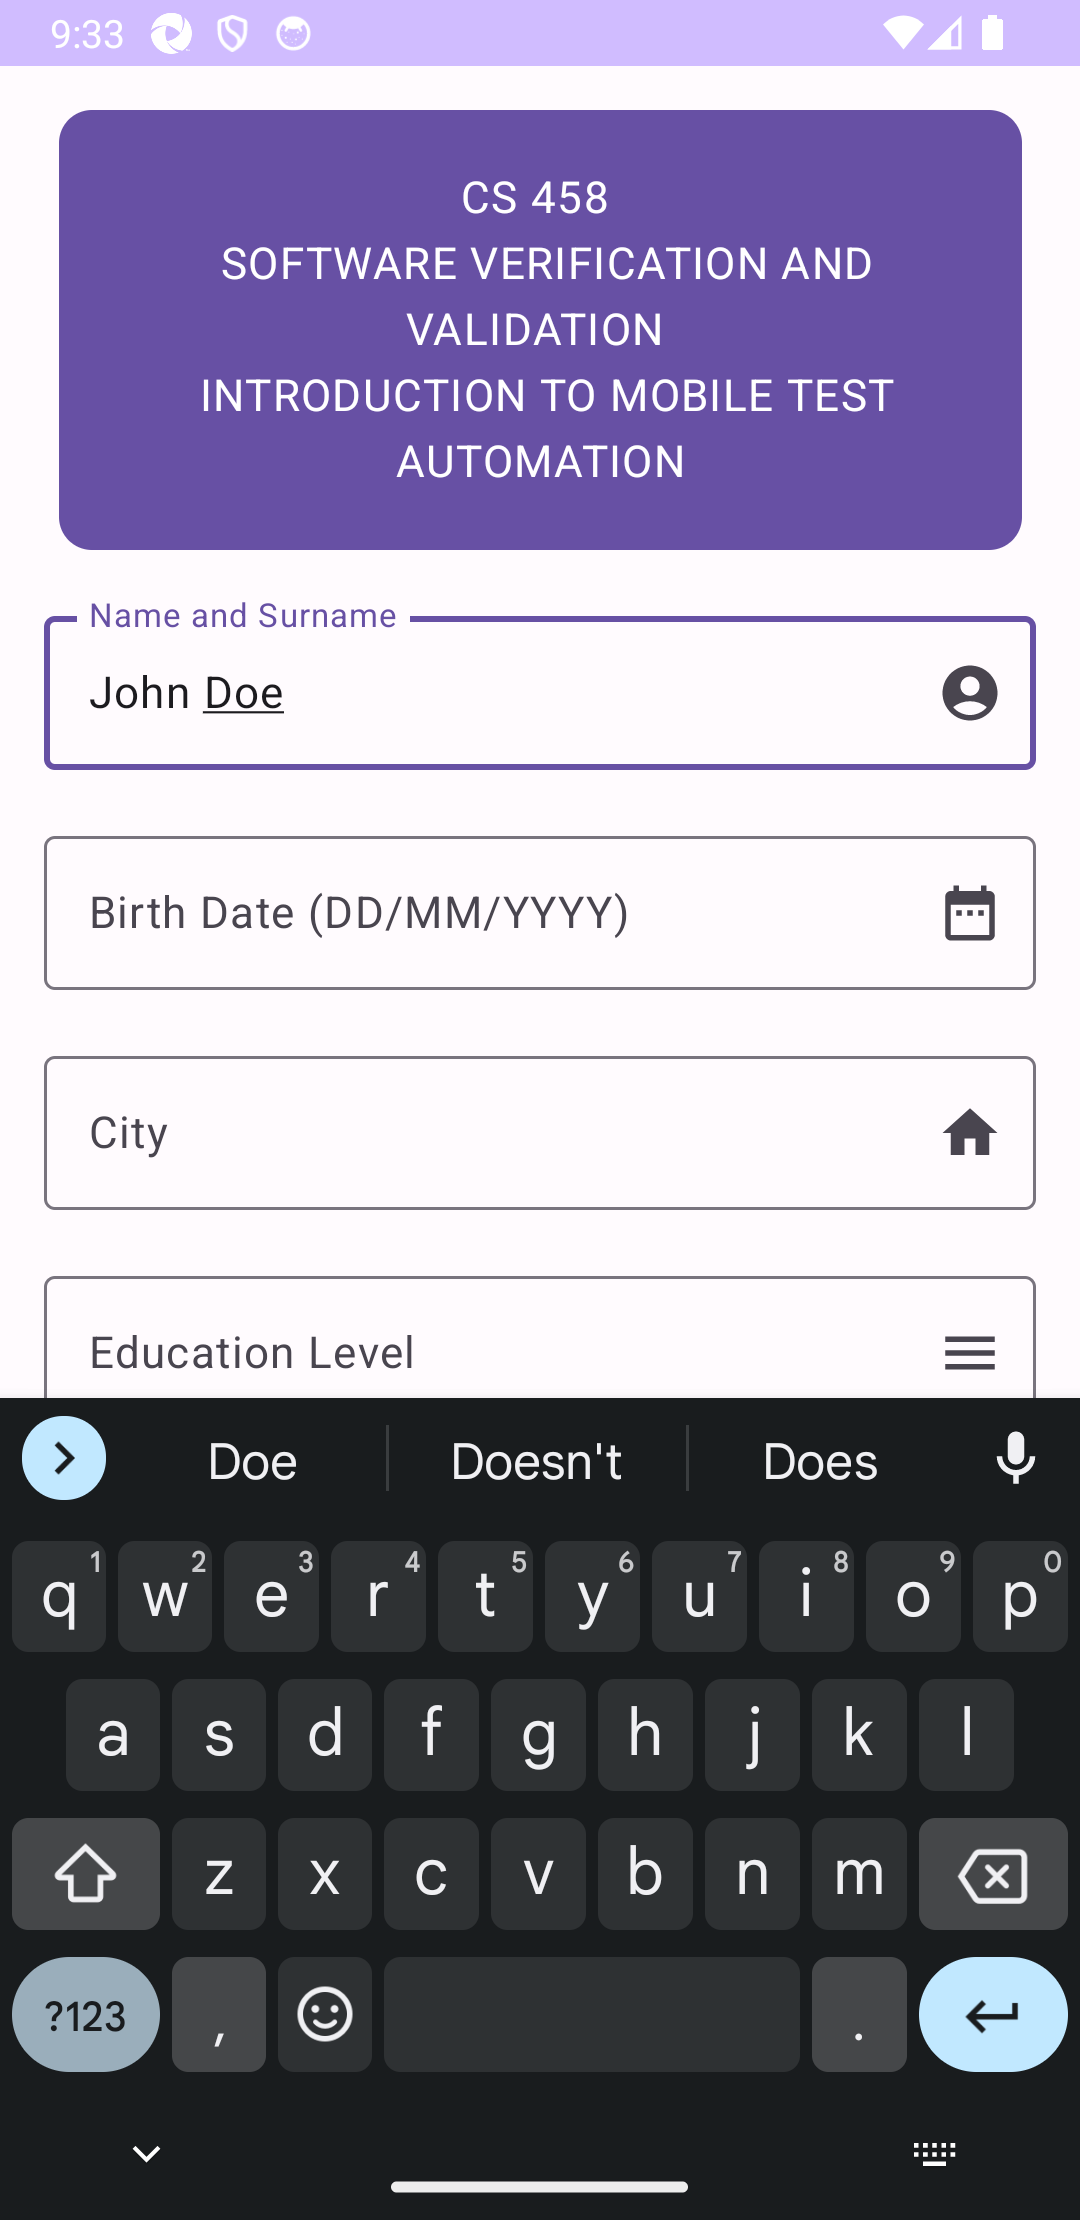 9:33
CS 458
SOFTWARE VERIFICATION AND
VALIDATION
INTRODUCTION TO MOBILE TEST
AUTOMATION
Name and Surname
John Doe
Birth Date (DD/MM/YYYY)
City
Education Level
Doe Doesn't Does
1 2 3 4 5 6 7 8 9 0
q w e r t y u i o p
a s d f g h j k l
z x c v b n m
?123 , .